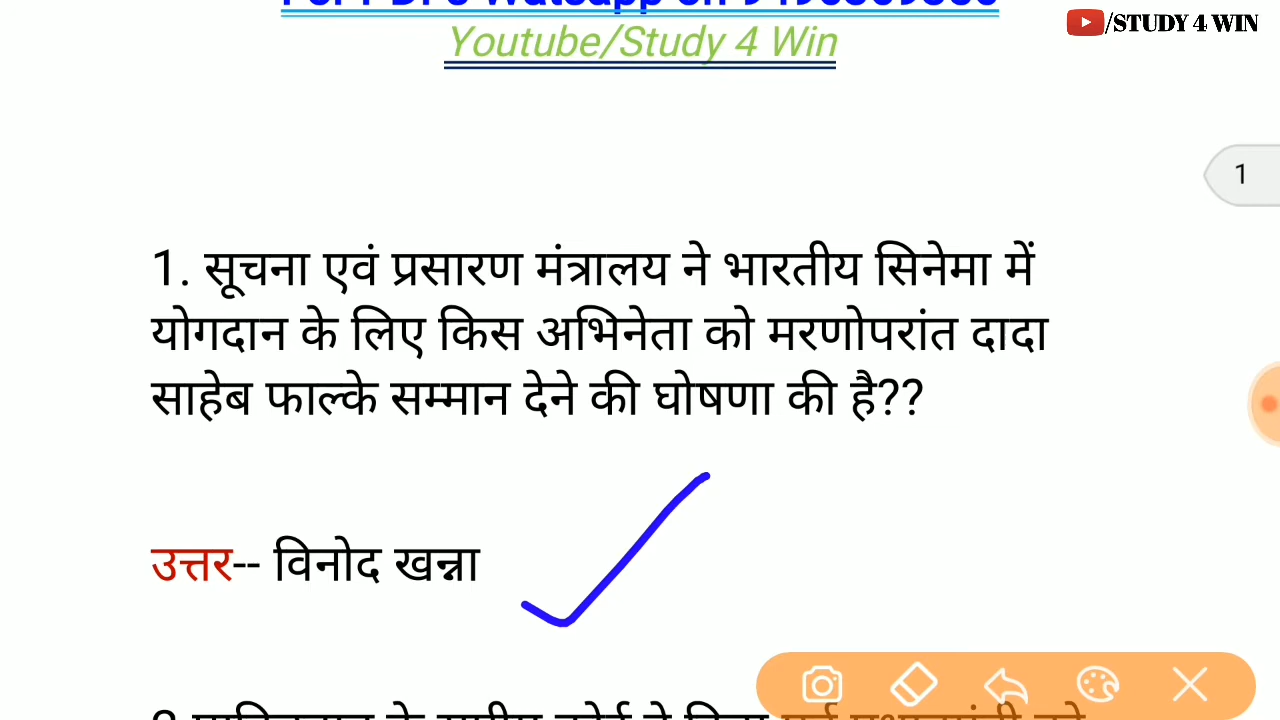 Youtube/Study 4 Win
/STUDY 4 WIN
1
1. सूचना एवं प्रसारण मंत्रालय ने भारतीय सिनेमा में
योगदान के लिए किस अभिनेता को मरणोपरांत दादा
साहेब फाल्के सम्मान देने की घोषणा की है??
उत्तर-- विनोद खन्ना